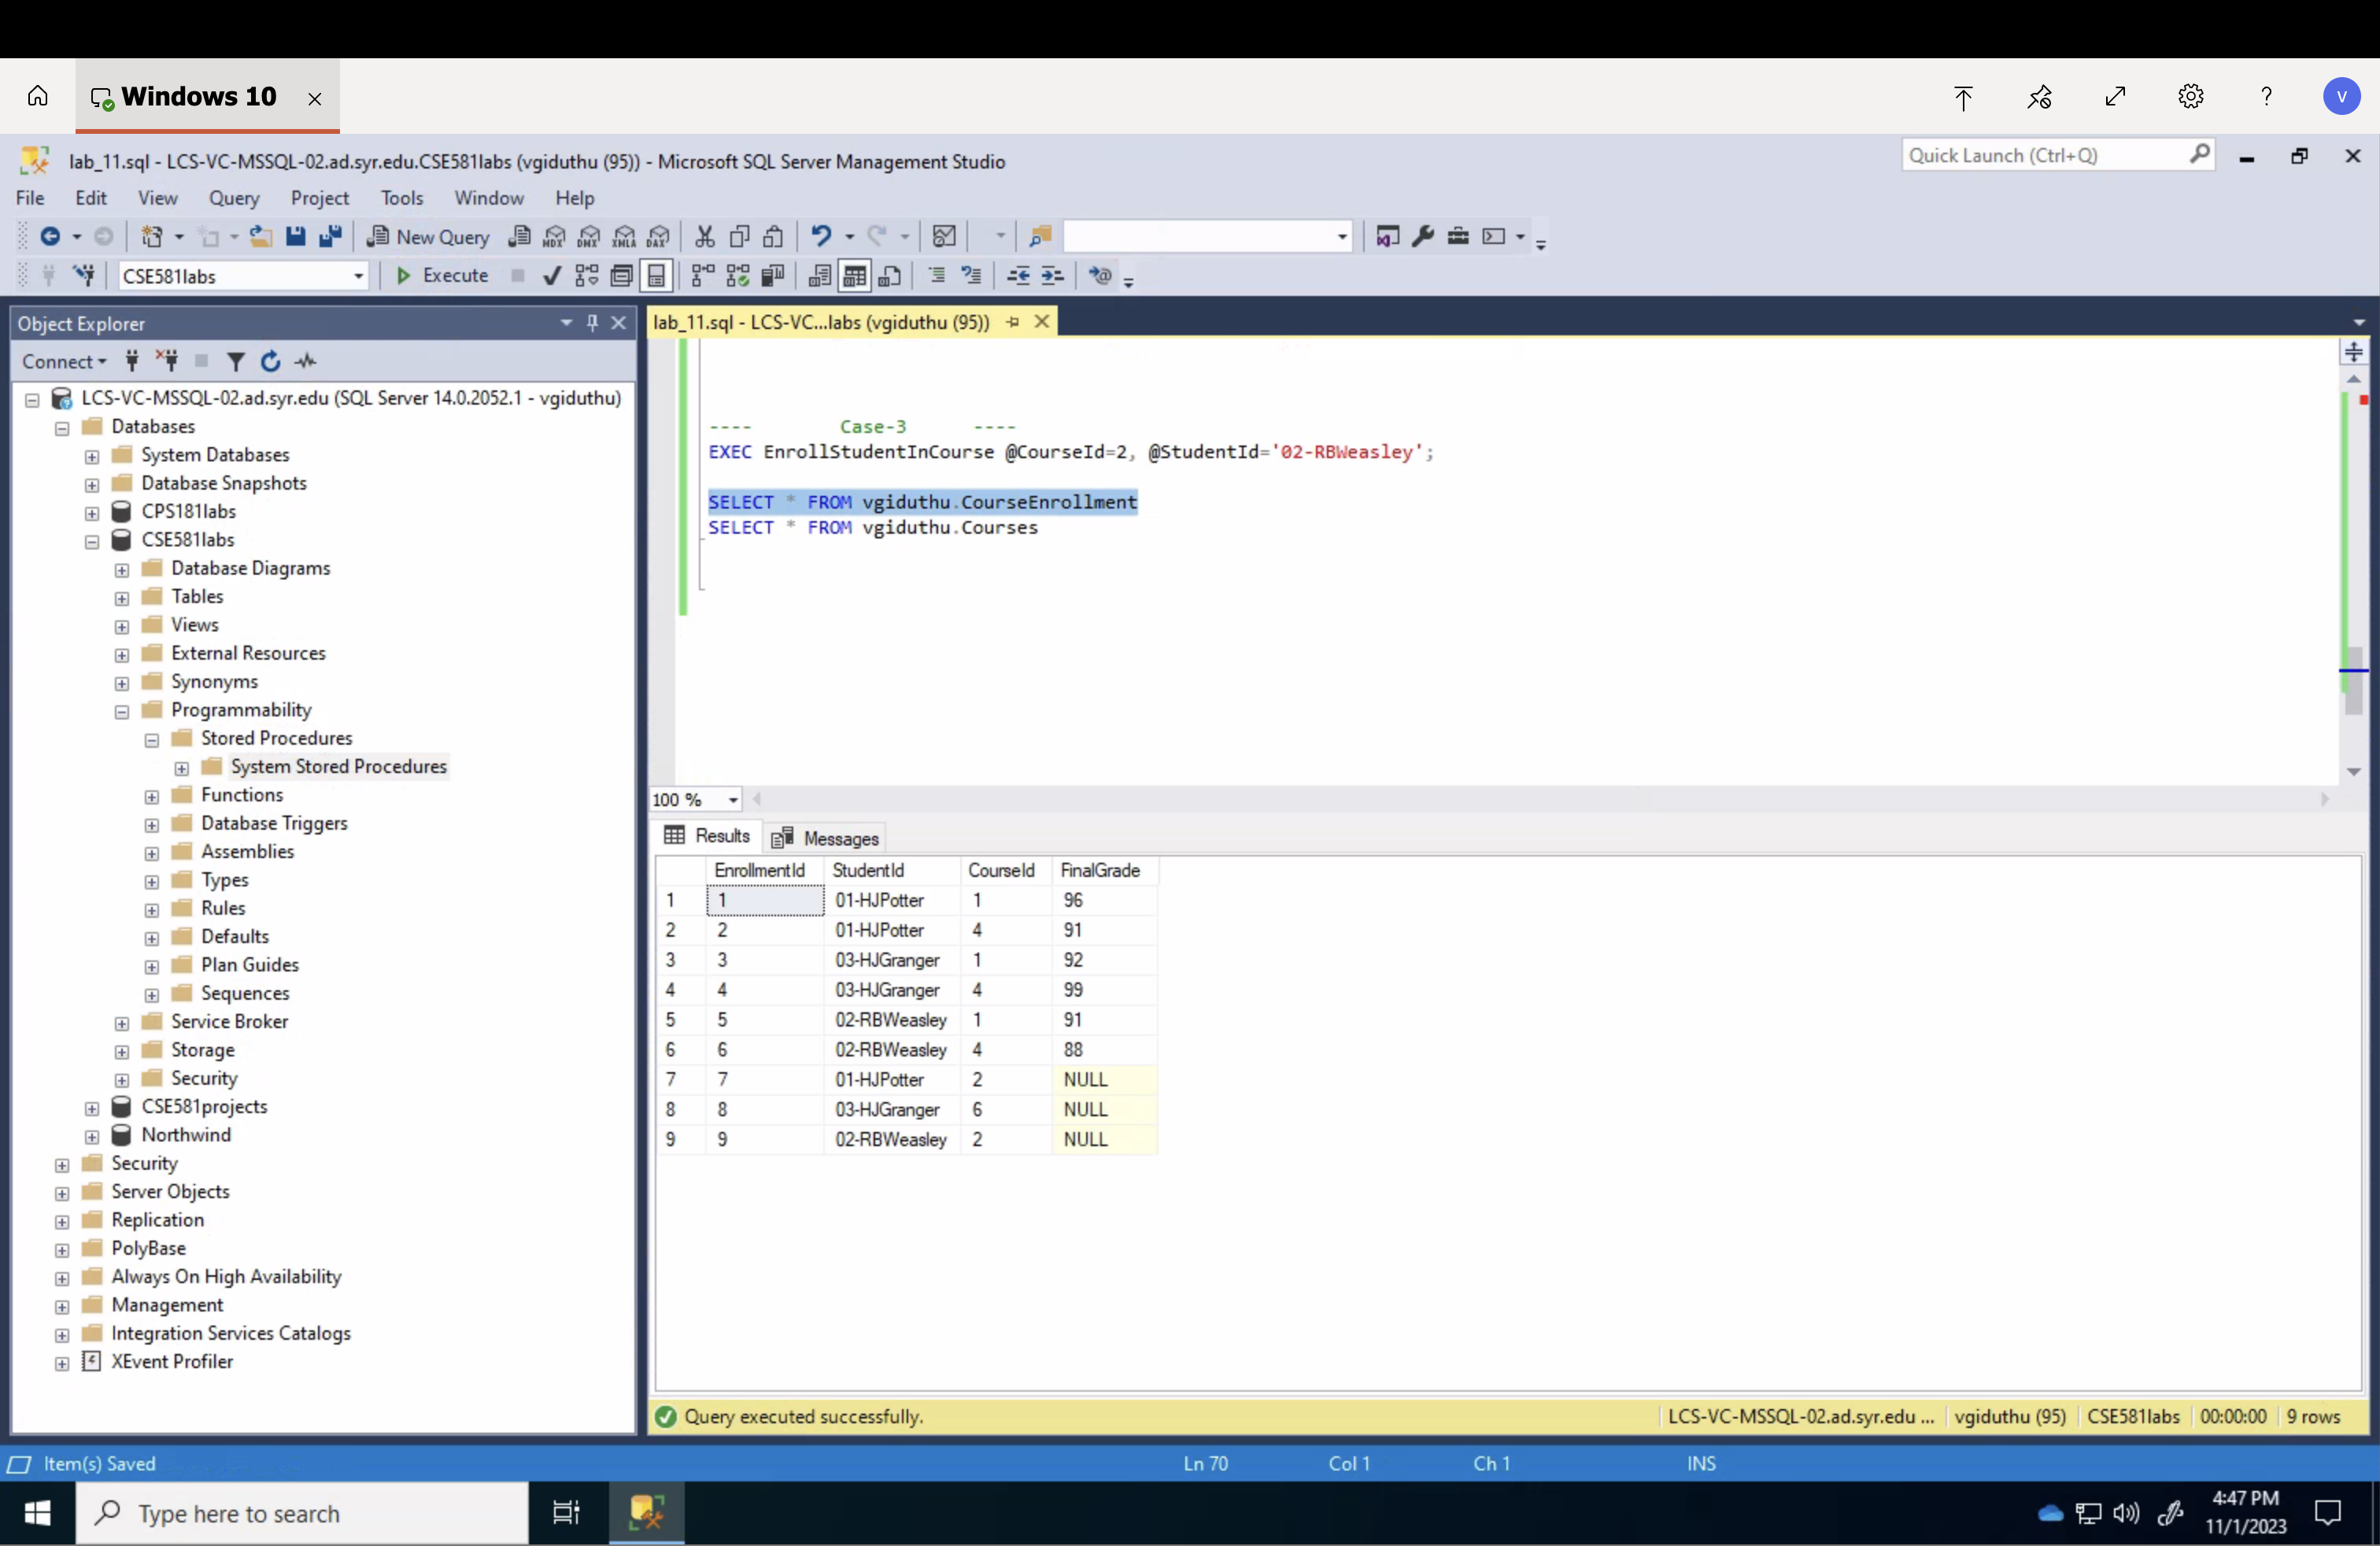 Windows 10
V
lab_11.sql - LCS-VC-MSSQL-02.ad.syr.edu.CSE581labs (vgiduthu (95)) - Microsoft SQL Server Management Studio
Quick Launch (Ctrl+Q)
File Edit View Query Project Tools Window Help
New Query MDX DMX XMLA DAX
CSE581labs Execute
Object Explorer
lab_11.sql - LCS-VC...labs (vgiduthu (95))
Connect
LCS-VC-MSSQL-02.ad.syr.edu (SQL Server 14.0.2052.1 - vgiduthu)
Databases
System Databases
Database Snapshots
CPS181labs
CSE581labs
Database Diagrams
Tables
Views
External Resources
Synonyms
Programmability
Stored Procedures
System Stored Procedures
Functions
Database Triggers
Assemblies
Types
Rules
Defaults
Plan Guides
Sequences
Service Broker
Storage
Security
CSE581projects
Northwind
Security
Server Objects
Replication
PolyBase
Always On High Availability
Management
Integration Services Catalogs
XEvent Profiler
---- Case-3 ----
EXEC EnrollStudentInCourse @CourseId=2, @StudentId='02-RBWeasley';
SELECT * FROM vgiduthu.CourseEnrollment
SELECT * FROM vgiduthu.Courses
100 %
Results Messages
EnrollmentId StudentId CourseId FinalGrade
1 1 01-HJPotter 1 96
2 2 01-HJPotter 4 91
3 3 03-HJGranger 1 92
4 4 03-HJGranger 4 99
5 5 02-RBWeasley 1 91
6 6 02-RBWeasley 4 88
7 7 01-HJPotter 2 NULL
8 8 03-HJGranger 6 NULL
9 9 02-RBWeasley 2 NULL
Query executed successfully. LCS-VC-MSSQL-02.ad.syr.edu ... vgiduthu (95) CSE581labs 00:00:00 9 rows
Item(s) Saved Ln 70 Col 1 Ch 1 INS
Type here to search
4:47 PM
11/1/2023